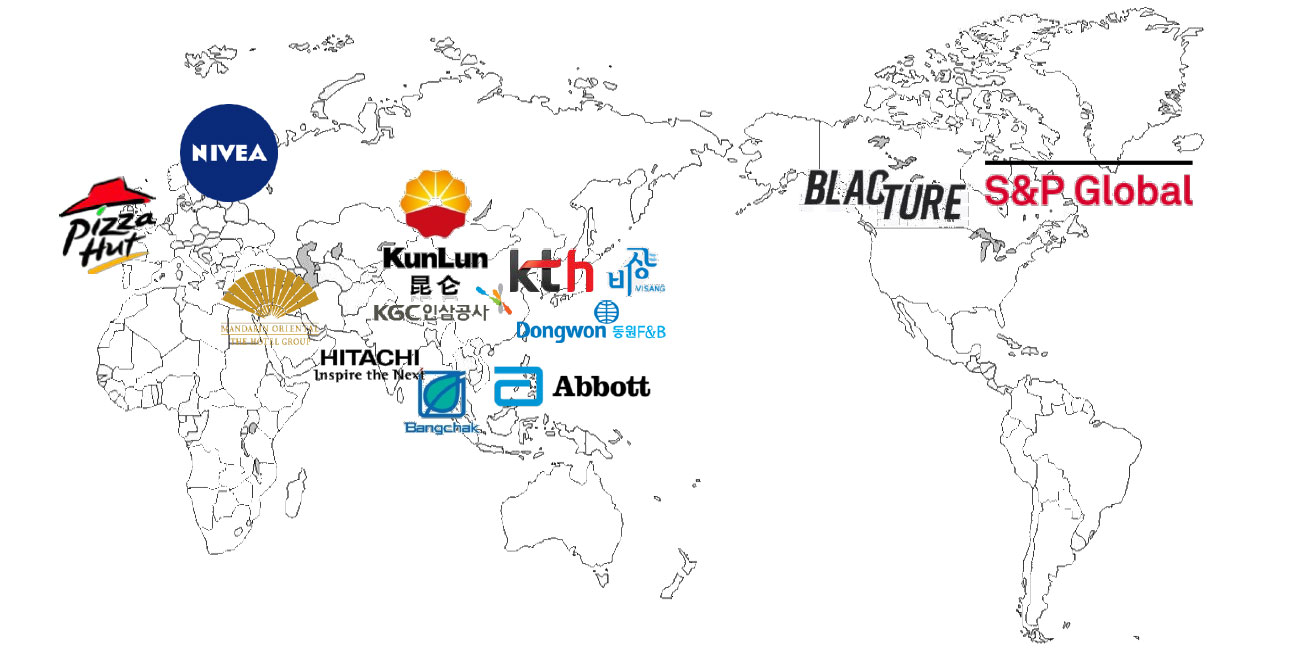 NIVEA
Pizza
Hut
BLACTURE
S&P Global
KunLun
昆仑
kth
비상
VISANG
KGC인삼공사
Dongwon 동원F&B
MANDARIN ORIENTAL
THE HOTEL GROUP
HITACHI
Inspire the Next
Abbott
Bangchak